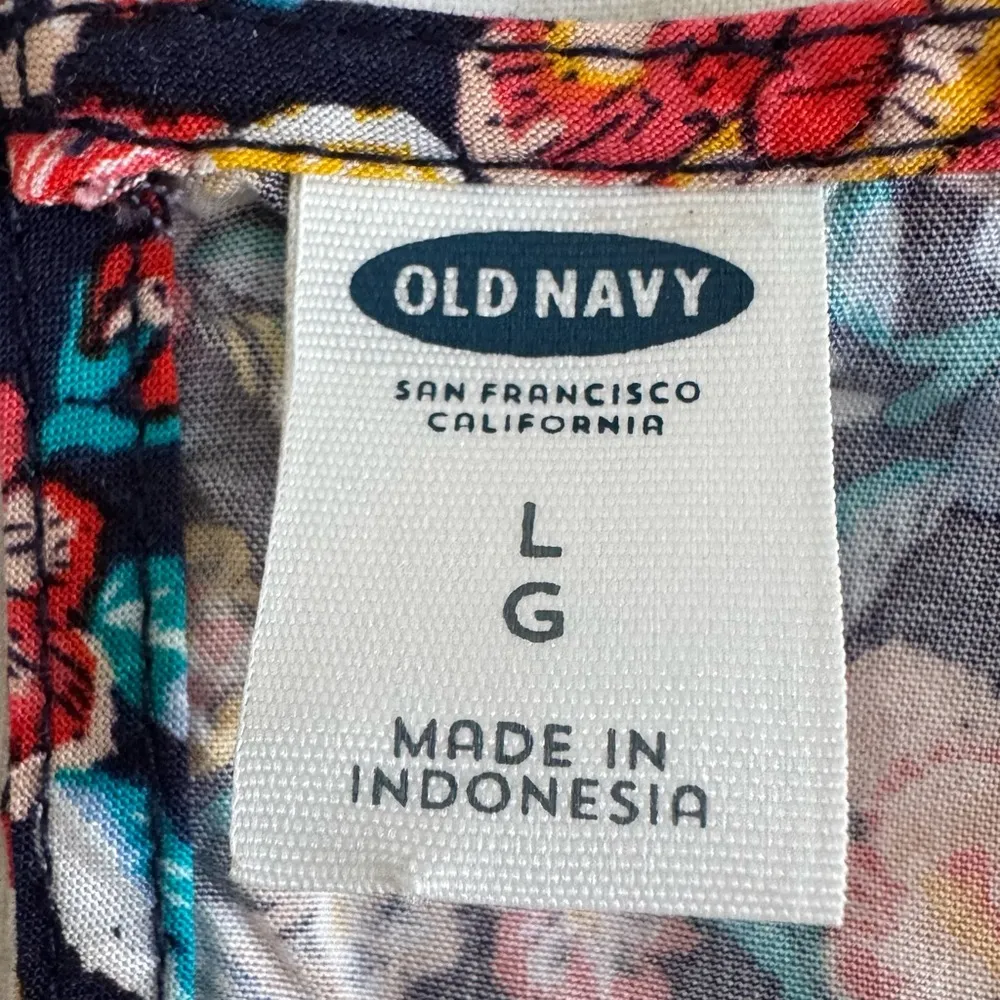 OLD NAVY
SAN FRANCISCO
CALIFORNIA
L
G
MADE IN
INDONESIA